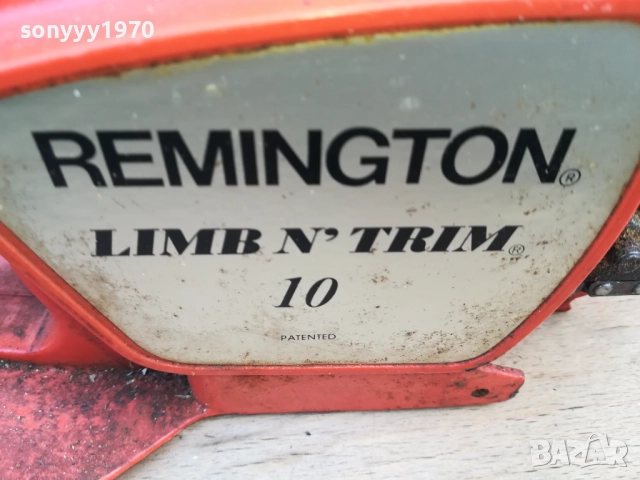 sonyyy1970
REMINGTON®
LIMB N' TRIM®
10
PATENTED
BAZAR